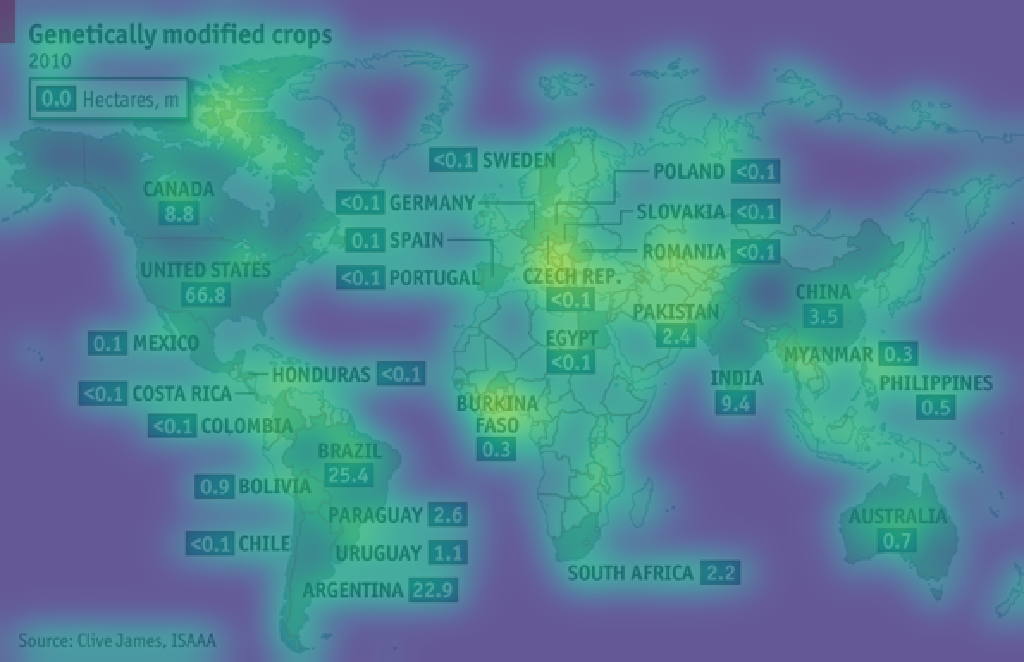 Genetically modified crops
2010
0.0 Hectares, m
<0.1 SWEDEN
POLAND <0.1
CANADA
8.8
<0.1 GERMANY
SLOVAKIA <0.1
0.1 SPAIN
ROMANIA <0.1
UNITED STATES
66.8
<0.1 PORTUGAL
CZECH REP.
<0.1
CHINA
3.5
PAKISTAN
2.4
0.1 MEXICO
EGYPT
<0.1
MYANMAR 0.3
HONDURAS <0.1
INDIA
9.4
PHILIPPINES
0.5
<0.1 COSTA RICA
BURKINA
FASO
0.3
<0.1 COLOMBIA
BRAZIL
25.4
0.9 BOLIVIA
PARAGUAY 2.6
AUSTRALIA
0.7
<0.1 CHILE
URUGUAY 1.1
SOUTH AFRICA 2.2
ARGENTINA 22.9
Source: Clive James, ISAAA